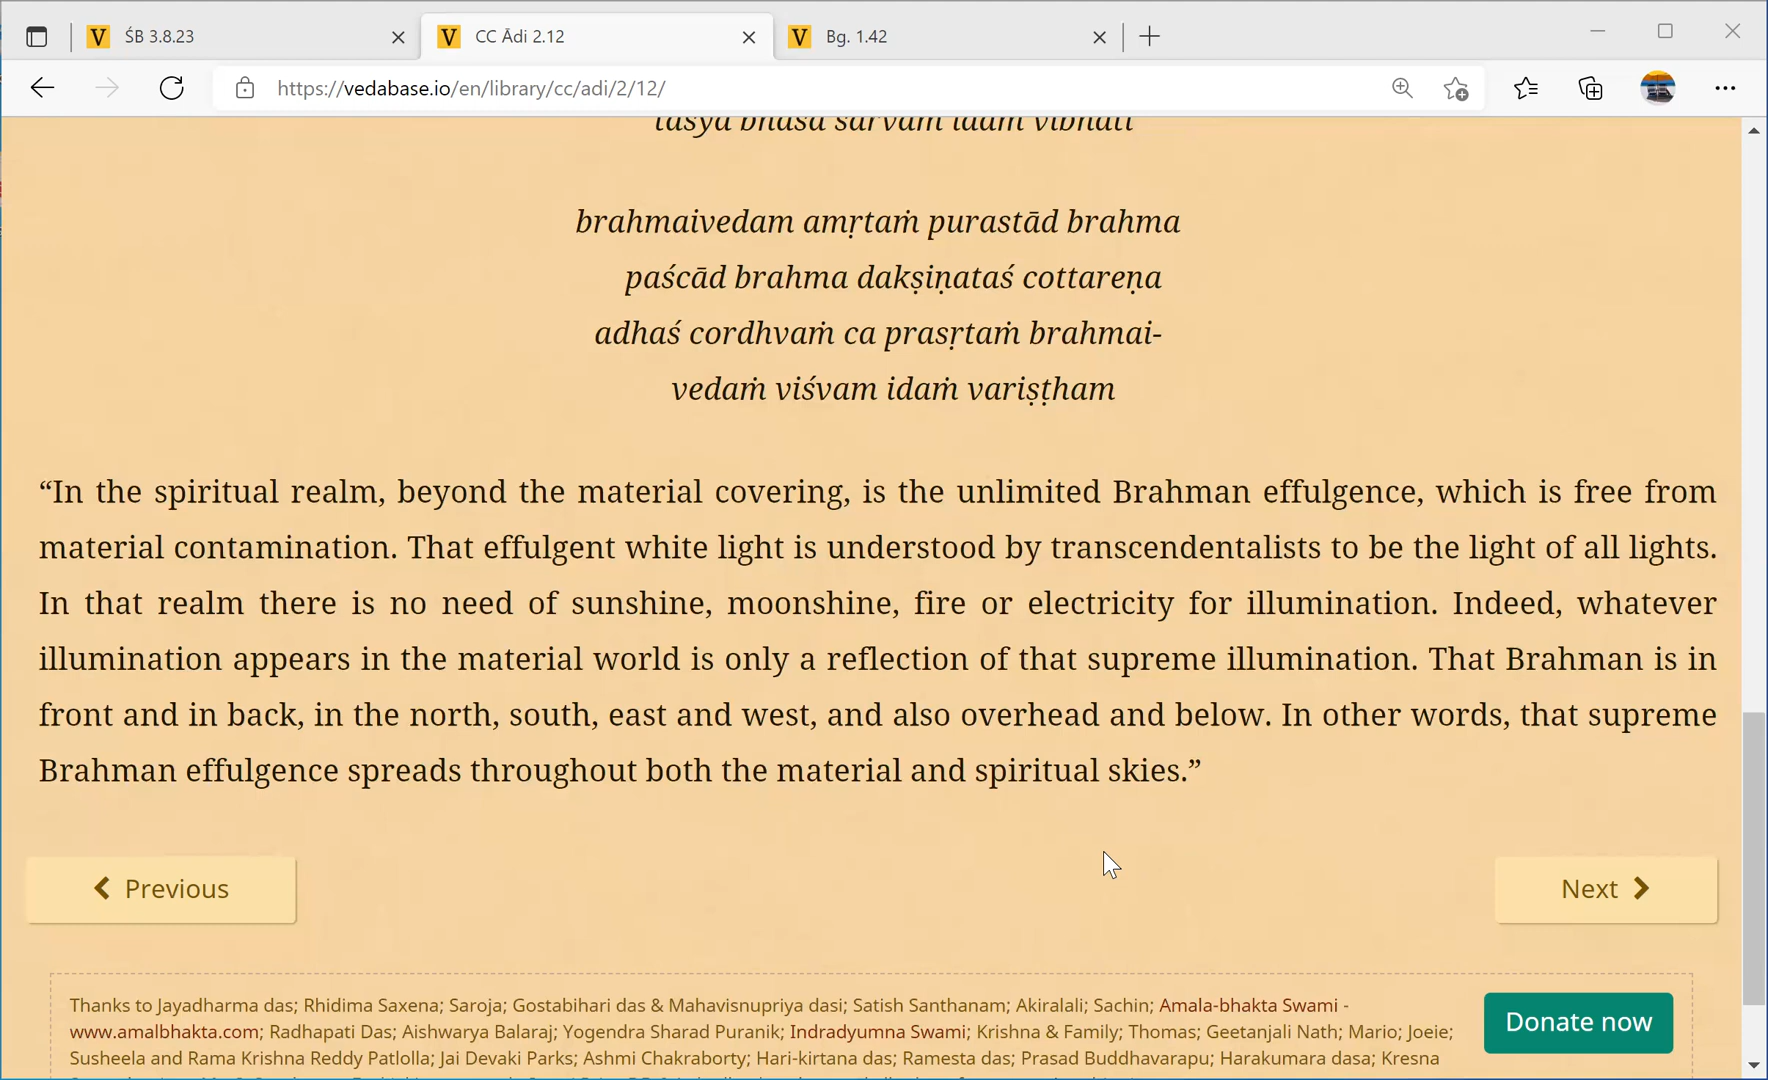 ŚB 3.8.23
CC Ādi 2.12
Bg. 1.42
https://vedabase.io/en/library/cc/adi/2/12/
tasya bhāsā sarvam idaṁ vibhāti
brahmaivedam amṛtaṁ purastād brahma
paścād brahma dakṣiṇataś cottareṇa
adhaś cordhvaṁ ca prasṛtaṁ brahmai-
vedaṁ viśvam idaṁ variṣṭham
“In the spiritual realm, beyond the material covering, is the unlimited Brahman effulgence, which is free from
material contamination. That effulgent white light is understood by transcendentalists to be the light of all lights.
In that realm there is no need of sunshine, moonshine, fire or electricity for illumination. Indeed, whatever
illumination appears in the material world is only a reflection of that supreme illumination. That Brahman is in
front and in back, in the north, south, east and west, and also overhead and below. In other words, that supreme
Brahman effulgence spreads throughout both the material and spiritual skies.”
Previous
Next
Thanks to Jayadharma das; Rhidima Saxena; Saroja; Gostabihari das & Mahavisnupriya dasi; Satish Santhanam; Akiralali; Sachin; Amala-bhakta Swami -
www.amalbhakta.com; Radhapati Das; Aishwarya Balaraj; Yogendra Sharad Puranik; Indradyumna Swami; Krishna & Family; Thomas; Geetanjali Nath; Mario; Joeie;
Susheela and Rama Krishna Reddy Patlolla; Jai Devaki Parks; Ashmi Chakraborty; Hari-kirtana das; Ramesta das; Prasad Buddhavarapu; Harakumara dasa; Kresna
Donate now